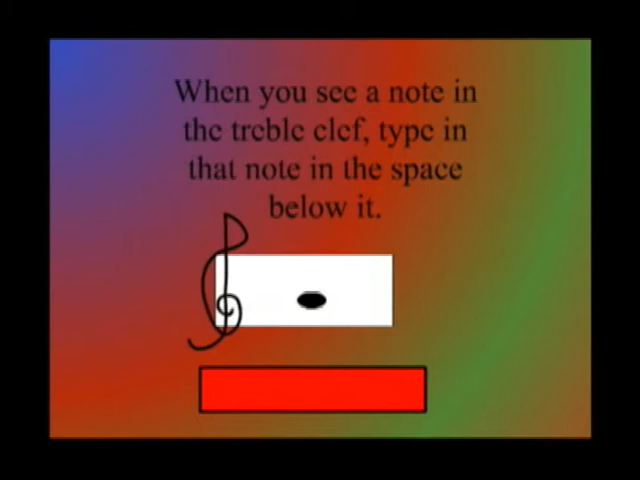 When you see a note in
the treble clef, type in
that note in the space
below it.